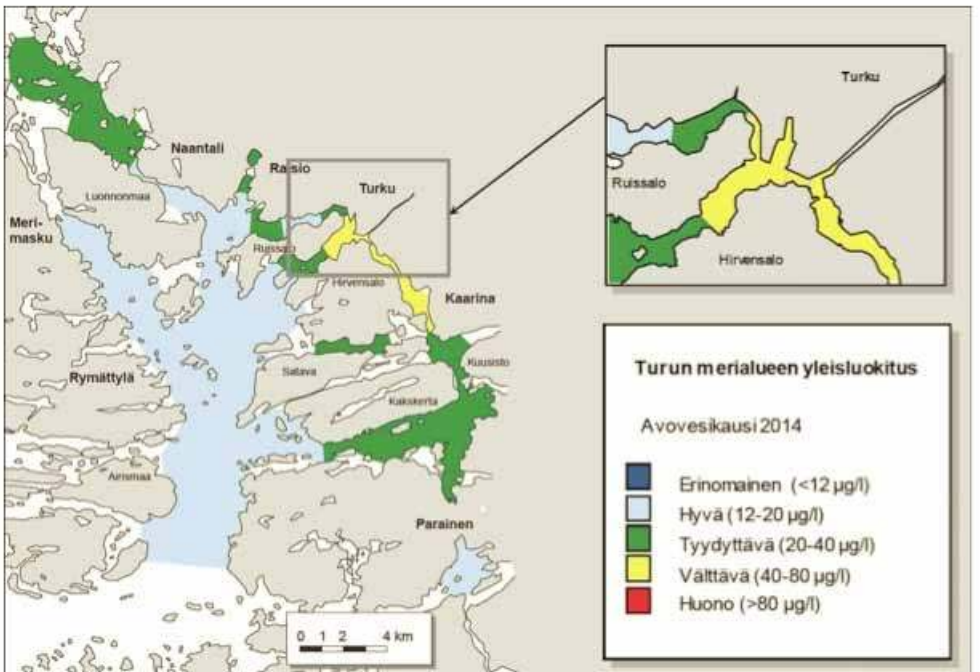 Turku
Naantali
Raisio
Turku
Luonnonmaa
Ruissalo
Meri-
masku
Ruissalo
Hirvensalo
Hirvensalo
Kaarina
Kuusisto
Rymättylä
Satava
Kakskerta
Airismaa
Parainen
0 1 2 4 km
Turun merialueen yleisluokitus
Avovesikausi 2014
Erinomainen (<12 µg/l)
Hyvä (12-20 µg/l)
Tyydyttävä (20-40 µg/l)
Välttävä (40-80 µg/l)
Huono (>80 µg/l)